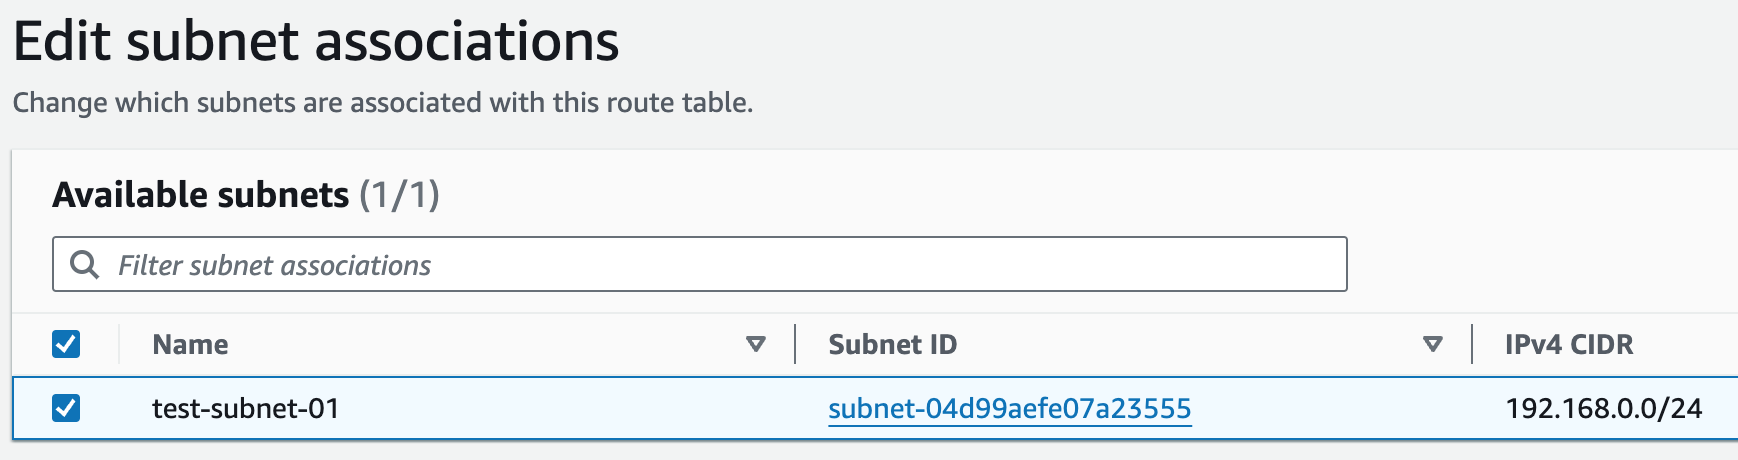 Edit subnet associations
Change which subnets are associated with this route table.
Available subnets (1/1)
Filter subnet associations
Name Subnet ID IPv4 CIDR
test-subnet-01 subnet-04d99aefe07a23555 192.168.0.0/24